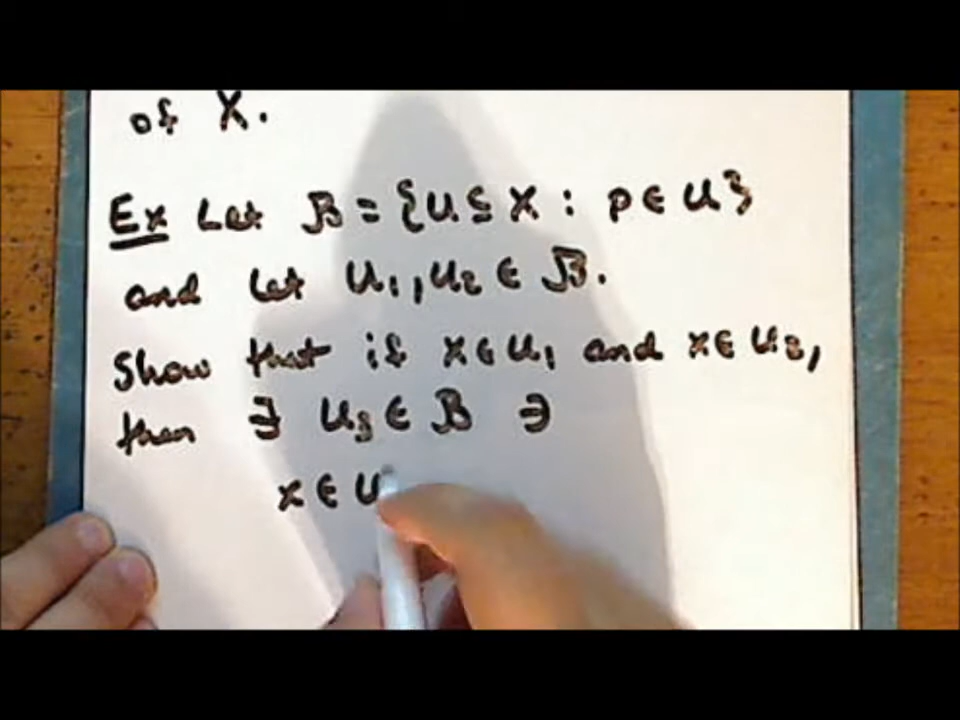 of X.
Ex Let B = {U ⊆ X : p ∈ U}
and let U₁, U₂ ∈ B.
Show that if x ∈ U₁ and x ∈ U₂,
then ∃ U₃ ∈ B ∋
x ∈ U